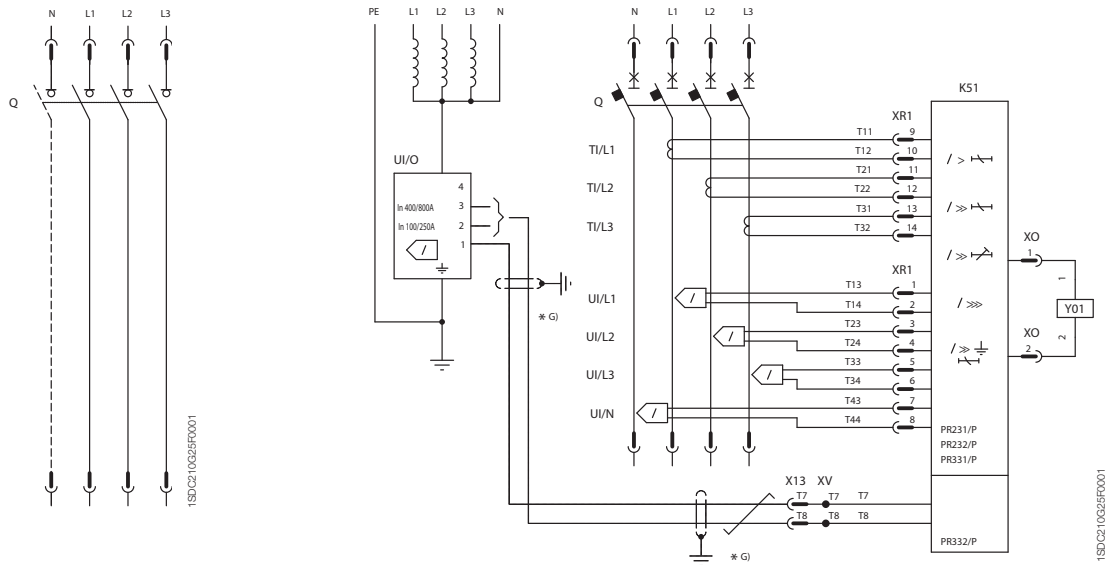 N L1 L2 L3
Q
1SDC210G25F0001
PE L1 L2 L3 N
UI/O
4
In 400/800A 3
In 100/250A 2
1
/
* G)
N L1 L2 L3
Q
K51
XR1
TI/L1 T11 9
T12 10
TI/L2 T21 11
T22 12
TI/L3 T31 13
T32 14
/ >
/ ≫
/ ≫
/ ⋙
/ ≫
XR1
UI/L1 / T13 1
T14 2
UI/L2 / T23 3
T24 4
UI/L3 / T33 5
T34 6
UI/N / T43 7
T44 8
PR231/P
PR232/P
PR331/P
XO
1
1
Y01
2
XO
2
X13 XV
T7 T7 T7
T8 T8 T8
PR332/P
* G)
1SDC210G25F0001